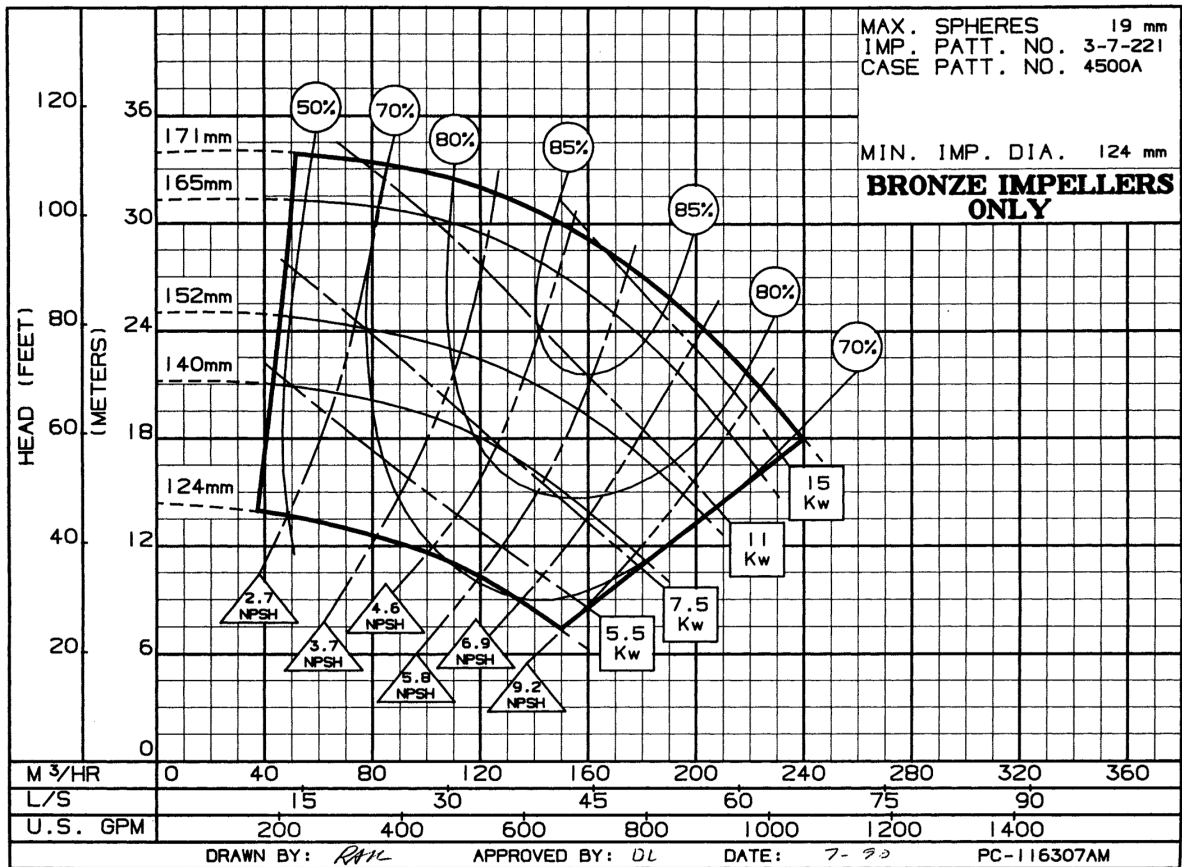 MAX. SPHERES 19 mm
IMP. PATT. NO. 3-7-221
CASE PATT. NO. 4500A
MIN. IMP. DIA. 124 mm
BRONZE IMPELLERS
ONLY
HEAD (FEET)
(METERS)
120
100
80
60
40
20
36
30
24
18
12
6
0
171mm
165mm
152mm
140mm
124mm
50%
70%
80%
85%
85%
80%
70%
15
Kw
11
Kw
7.5
Kw
5.5
Kw
2.7
NPSH
3.7
NPSH
4.6
NPSH
5.8
NPSH
6.9
NPSH
9.2
NPSH
M³/HR 0 40 80 120 160 200 240 280 320 360
L/S 15 30 45 60 75 90
U.S. GPM 200 400 600 800 1000 1200 1400
DRAWN BY: APPROVED BY: DL DATE: 7-90 PC-116307AM